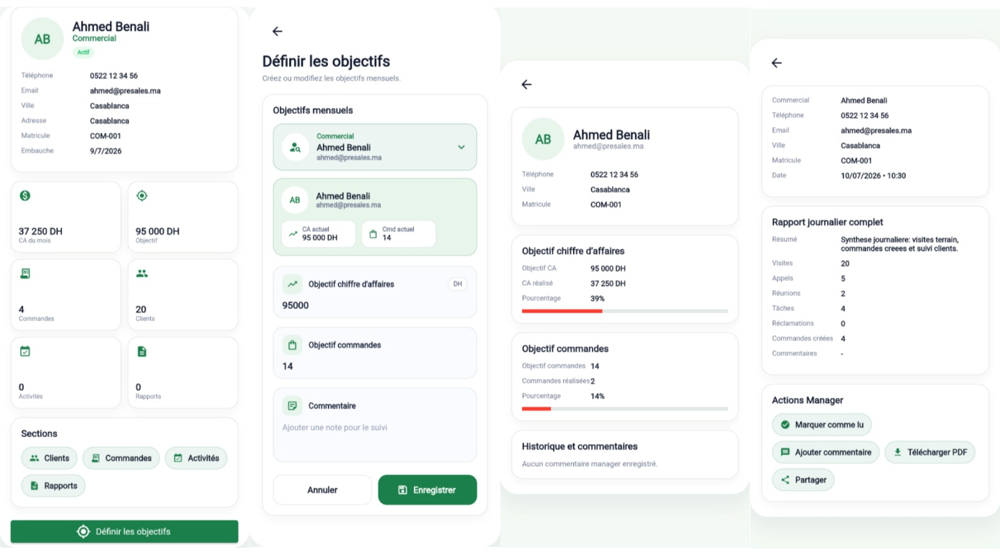 AB
Ahmed Benali
Commercial
Actif
Téléphone 0522 12 34 56
Email ahmed@presales.ma
Ville Casablanca
Adresse Casablanca
Matricule COM-001
Embauche 9/7/2026
37 250 DH
CA du mois
95 000 DH
Objectif
4
Commandes
20
Clients
0
Activités
0
Rapports
Sections
Clients
Commandes
Activités
Rapports
Définir les objectifs
Définir les objectifs
Créez ou modifiez les objectifs mensuels.
Objectifs mensuels
Commercial
Ahmed Benali
ahmed@presales.ma
AB
Ahmed Benali
ahmed@presales.ma
CA actuel
95 000 DH
Cmd actuel
14
Objectif chiffre d'affaires DH
95000
Objectif commandes
14
Commentaire
Ajouter une note pour le suivi
Annuler
Enregistrer
AB
Ahmed Benali
ahmed@presales.ma
Téléphone 0522 12 34 56
Ville Casablanca
Matricule COM-001
Objectif chiffre d'affaires
Objectif CA 95 000 DH
CA réalisé 37 250 DH
Pourcentage 39%
Objectif commandes
Objectif commandes 14
Commandes réalisées 2
Pourcentage 14%
Historique et commentaires
Aucun commentaire manager enregistré.
Commercial Ahmed Benali
Téléphone 0522 12 34 56
Email ahmed@presales.ma
Ville Casablanca
Matricule COM-001
Date 10/07/2026 • 10:30
Rapport journalier complet
Résumé Synthese journaliere: visites terrain,
commandes creees et suivi clients.
Visites 20
Appels 5
Réunions 2
Tâches 4
Réclamations 0
Commandes créées 4
Commentaires -
Actions Manager
Marquer comme lu
Ajouter commentaire
Télécharger PDF
Partager